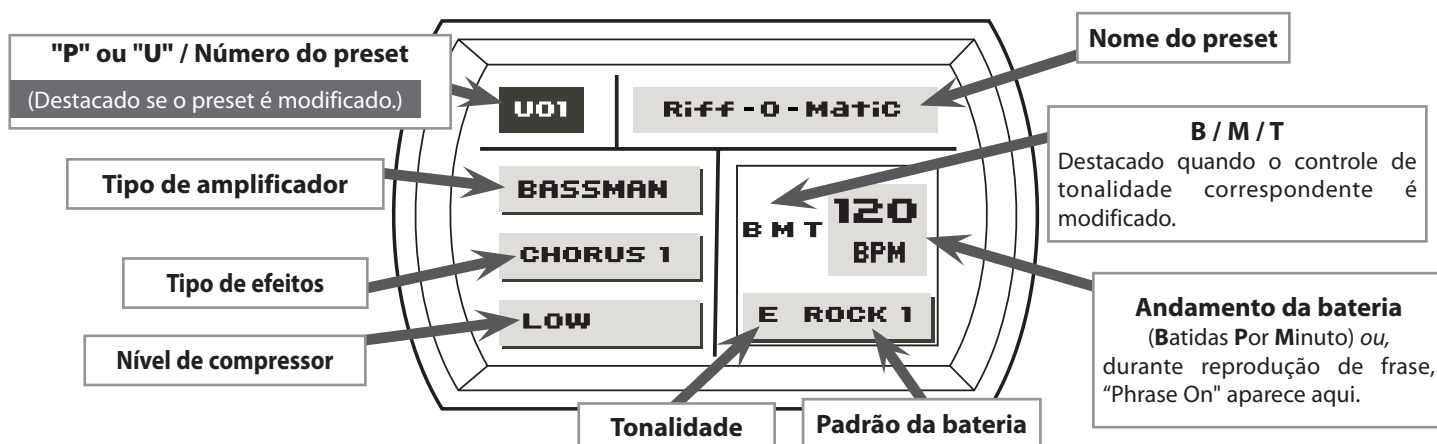 "P" ou "U" / Número do preset
(Destacado se o preset é modificado.)
Nome do preset
U01
Riff-O-Matic
B / M / T
Destacado quando o controle de
tonalidade correspondente é
modificado.
Tipo de amplificador
BASSMAN
B M T
120
BPM
Tipo de efeitos
CHORUS 1
Nível de compressor
LOW
E ROCK 1
Andamento da bateria
(Batidas Por Minuto) ou,
durante reprodução de frase,
“Phrase On" aparece aqui.
Tonalidade
Padrão da bateria